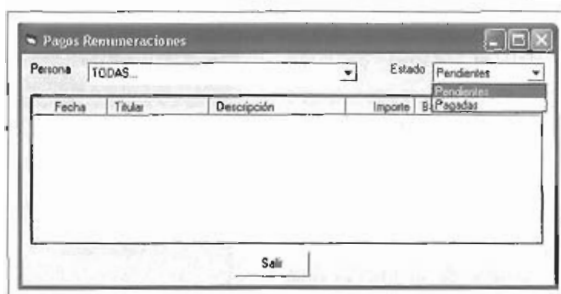 Pagos Remuneraciones
Persona TODAS... Estado Pendientes
Pendientes
Fecha Titular Descripción Importe Pagadas
Salir